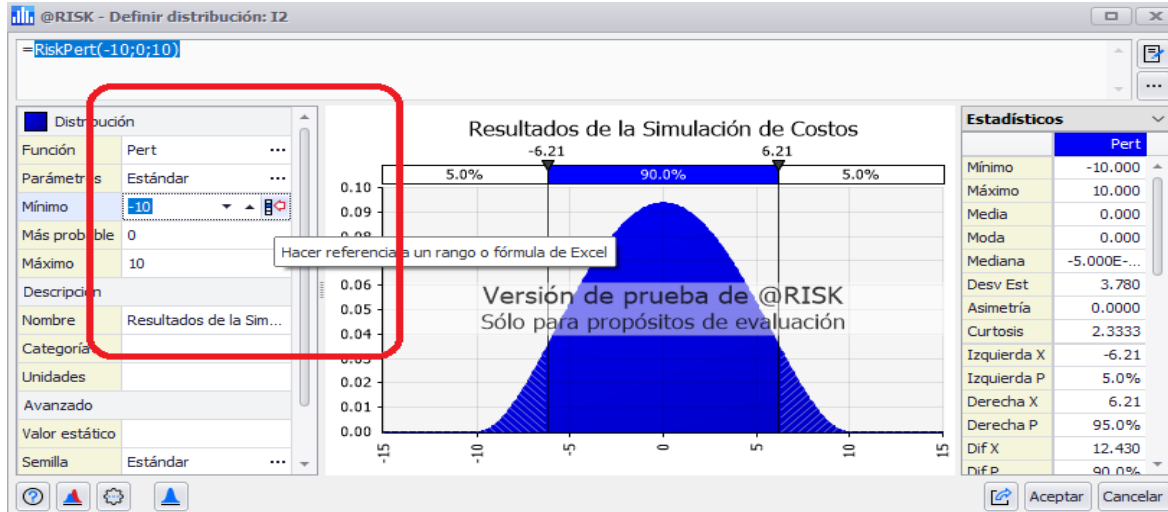 @RISK - Definir distribución: I2
=RiskPert(-10;0;10)
Distribución
Función Pert ...
Parámetros Estándar ...
Mínimo -10
Más probable 0
Máximo 10
Descripción
Nombre Resultados de la Sim...
Categoría
Unidades
Avanzado
Valor estático
Semilla Estándar ...
Hacer referencia a un rango o fórmula de Excel
Resultados de la Simulación de Costos
-6.21 6.21
5.0% 90.0% 5.0%
0.10
0.09
0.08
0.06
0.05
0.04
0.03
0.02
0.01
0.00
-15 -10 -5 0 5 10 15
Versión de prueba de @RISK
Sólo para propósitos de evaluación
Estadísticos
Pert
Mínimo -10.000
Máximo 10.000
Media 0.000
Moda 0.000
Mediana -5.000E-...
Desv Est 3.780
Asimetría 0.0000
Curtosis 2.3333
Izquierda X -6.21
Izquierda P 5.0%
Derecha X 6.21
Derecha P 95.0%
Dif X 12.430
Dif P 90.0%
Aceptar Cancelar